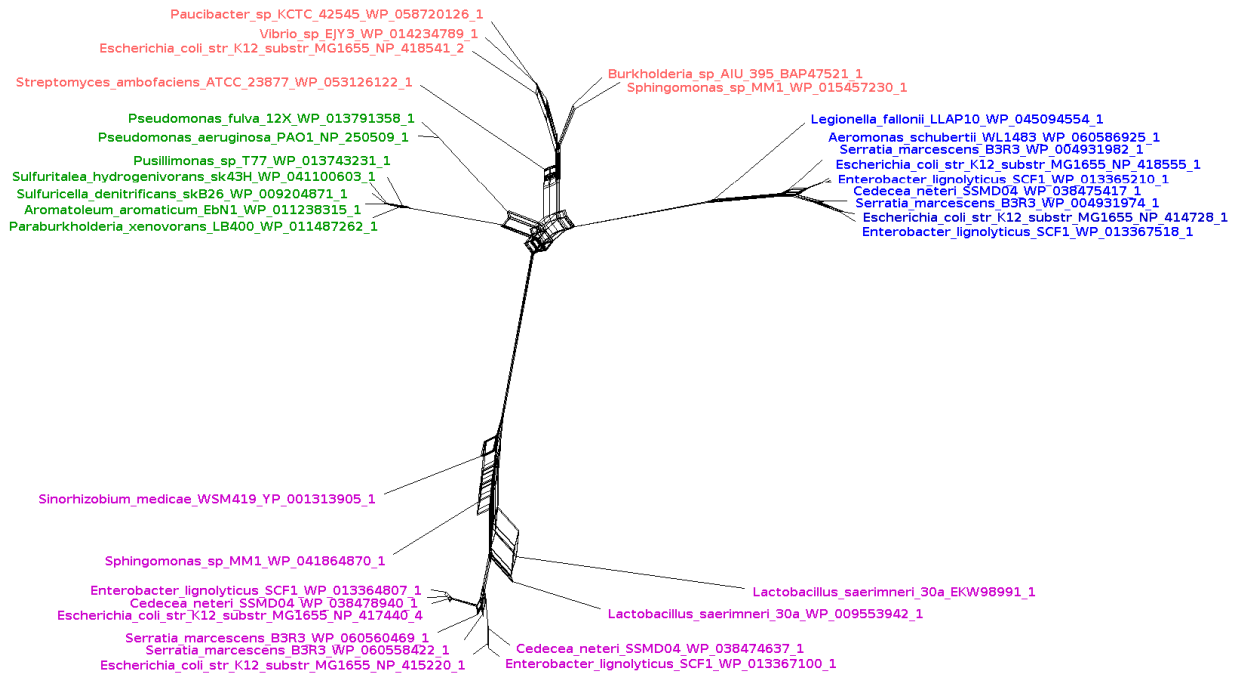 Paucibacter_sp_KCTC_42545_WP_058720126_1
Vibrio_sp_EJY3_WP_014234789_1
Escherichia_coli_str_K12_substr_MG1655_NP_418541_2
Streptomyces_ambofaciens_ATCC_23877_WP_053126122_1
Burkholderia_sp_AIU_395_BAP47521_1
Sphingomonas_sp_MM1_WP_015457230_1
Pseudomonas_fulva_12X_WP_013791358_1
Pseudomonas_aeruginosa_PAO1_NP_250509_1
Pusillimonas_sp_T77_WP_013743231_1
Sulfuritalea_hydrogenivorans_sk43H_WP_041100603_1
Sulfuricella_denitrificans_skB26_WP_009204871_1
Aromatoleum_aromaticum_EbN1_WP_011238315_1
Paraburkholderia_xenovorans_LB400_WP_011487262_1
Legionella_fallonii_LLAP10_WP_045094554_1
Aeromonas_schubertii_WL1483_WP_060586925_1
Serratia_marcescens_B3R3_WP_004931982_1
Escherichia_coli_str_K12_substr_MG1655_NP_418555_1
Enterobacter_lignolyticus_SCF1_WP_013365210_1
Cedecea_neteri_SSMD04_WP_038475417_1
Serratia_marcescens_B3R3_WP_004931974_1
Escherichia_coli_str_K12_substr_MG1655_NP_414728_1
Enterobacter_lignolyticus_SCF1_WP_013367518_1
Sinorhizobium_medicae_WSM419_YP_001313905_1
Sphingomonas_sp_MM1_WP_041864870_1
Enterobacter_lignolyticus_SCF1_WP_013364807_1
Cedecea_neteri_SSMD04_WP_038478940_1
Escherichia_coli_str_K12_substr_MG1655_NP_417440_4
Serratia_marcescens_B3R3_WP_060560469_1
Serratia_marcescens_B3R3_WP_060558422_1
Escherichia_coli_str_K12_substr_MG1655_NP_415220_1
Lactobacillus_saerimneri_30a_EKW98991_1
Lactobacillus_saerimneri_30a_WP_009553942_1
Cedecea_neteri_SSMD04_WP_038474637_1
Enterobacter_lignolyticus_SCF1_WP_013367100_1